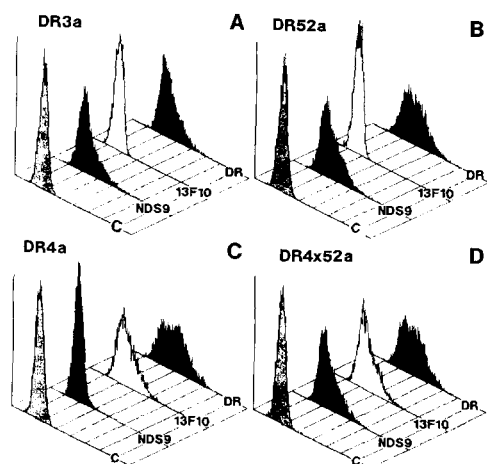 DR3a
A
DR
13F10
NDS9
C
DR52a
B
DR
13F10
NDS9
C
DR4a
C
DR
13F10
NDS9
C
DR4x52a
D
DR
13F10
NDS9
C